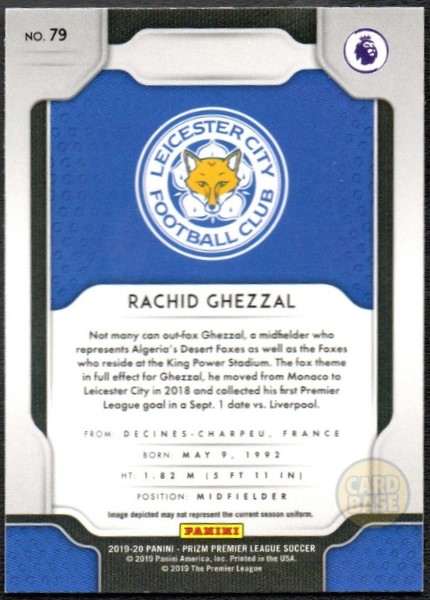 NO. 79
LEICESTER CITY
FOOTBALL CLUB
RACHID GHEZZAL
Not many can out-fox Ghezzal, a midfielder who
represents Algeria's Desert Foxes as well as the Foxes
who reside at the King Power Stadium. The fox theme
in full effect for Ghezzal, he moved from Monaco to
Leicester City in 2018 and collected his first Premier
League goal in a Sept. 1 date vs. Liverpool.
FROM: DECINES-CHARPEU, FRANCE
BORN: MAY 9, 1992
HT: 1.82 M (5 FT 11 IN)
POSITION: MIDFIELDER
CARD
BASE
Image depicted may not represent the current season uniform.
PANINI
2019-20 PANINI - PRIZM PREMIER LEAGUE SOCCER
© 2019 Panini America, Inc. Printed in the USA.
© 2019 The Premier League